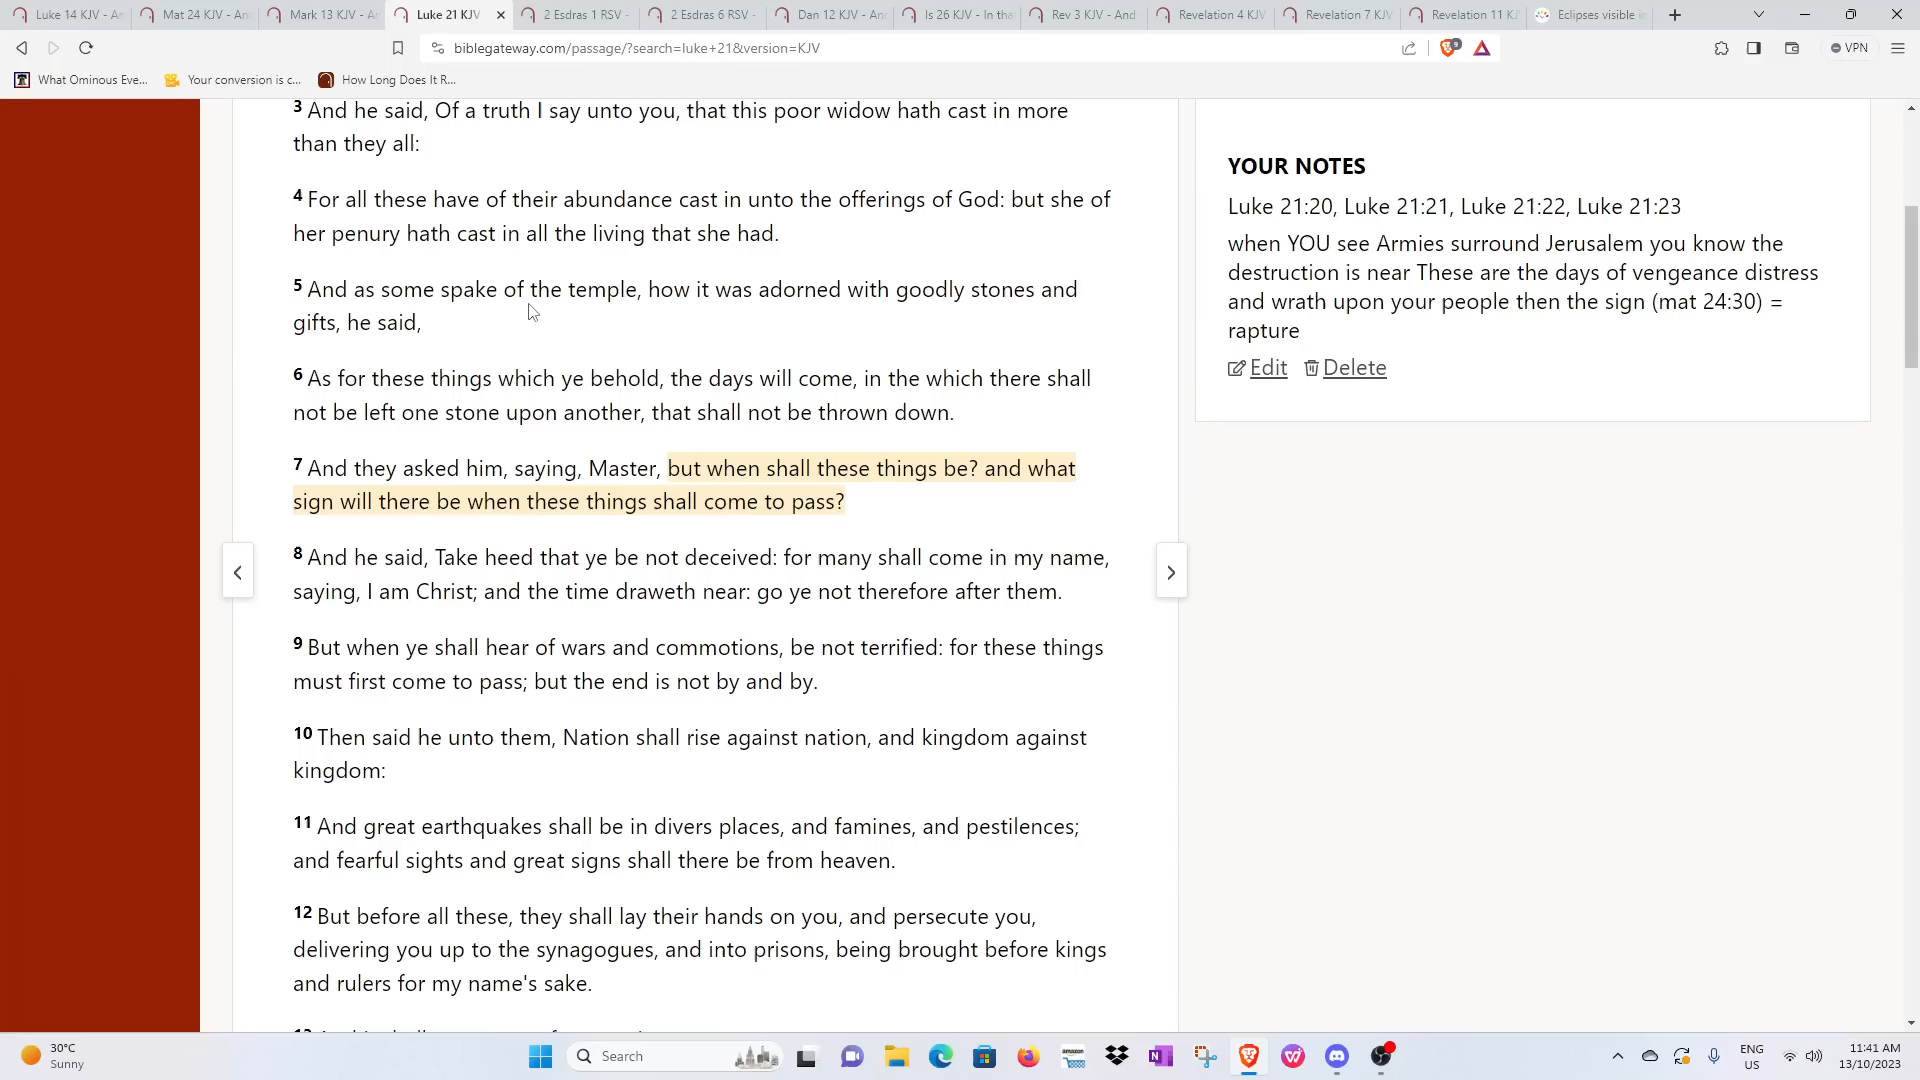 Luke 14 KJV - A
Mat 24 KJV - An
Mark 13 KJV - A
Luke 21 KJV
2 Esdras 1 RSV -
2 Esdras 6 RSV -
Dan 12 KJV - An
Is 26 KJV - In tha
Rev 3 KJV - And
Revelation 4 KJV
Revelation 7 KJV
Revelation 11 K
Eclipses visible i
biblegateway.com/passage/?search=luke+21&version=KJV
9
VPN
What Ominous Eve...
Your conversion is c...
How Long Does It R...
3 And he said, Of a truth I say unto you, that this poor widow hath cast in more
than they all:
4 For all these have of their abundance cast in unto the offerings of God: but she of
her penury hath cast in all the living that she had.
5 And as some spake of the temple, how it was adorned with goodly stones and
gifts, he said,
6 As for these things which ye behold, the days will come, in the which there shall
not be left one stone upon another, that shall not be thrown down.
7 And they asked him, saying, Master, but when shall these things be? and what
sign will there be when these things shall come to pass?
8 And he said, Take heed that ye be not deceived: for many shall come in my name,
saying, I am Christ; and the time draweth near: go ye not therefore after them.
9 But when ye shall hear of wars and commotions, be not terrified: for these things
must first come to pass; but the end is not by and by.
10 Then said he unto them, Nation shall rise against nation, and kingdom against
kingdom:
11 And great earthquakes shall be in divers places, and famines, and pestilences;
and fearful sights and great signs shall there be from heaven.
12 But before all these, they shall lay their hands on you, and persecute you,
delivering you up to the synagogues, and into prisons, being brought before kings
and rulers for my name's sake.
YOUR NOTES
Luke 21:20, Luke 21:21, Luke 21:22, Luke 21:23
when YOU see Armies surround Jerusalem you know the
destruction is near These are the days of vengeance distress
and wrath upon your people then the sign (mat 24:30) =
rapture
Edit Delete
30°C
Sunny
Search
amazon
ENG
US
11:41 AM
13/10/2023